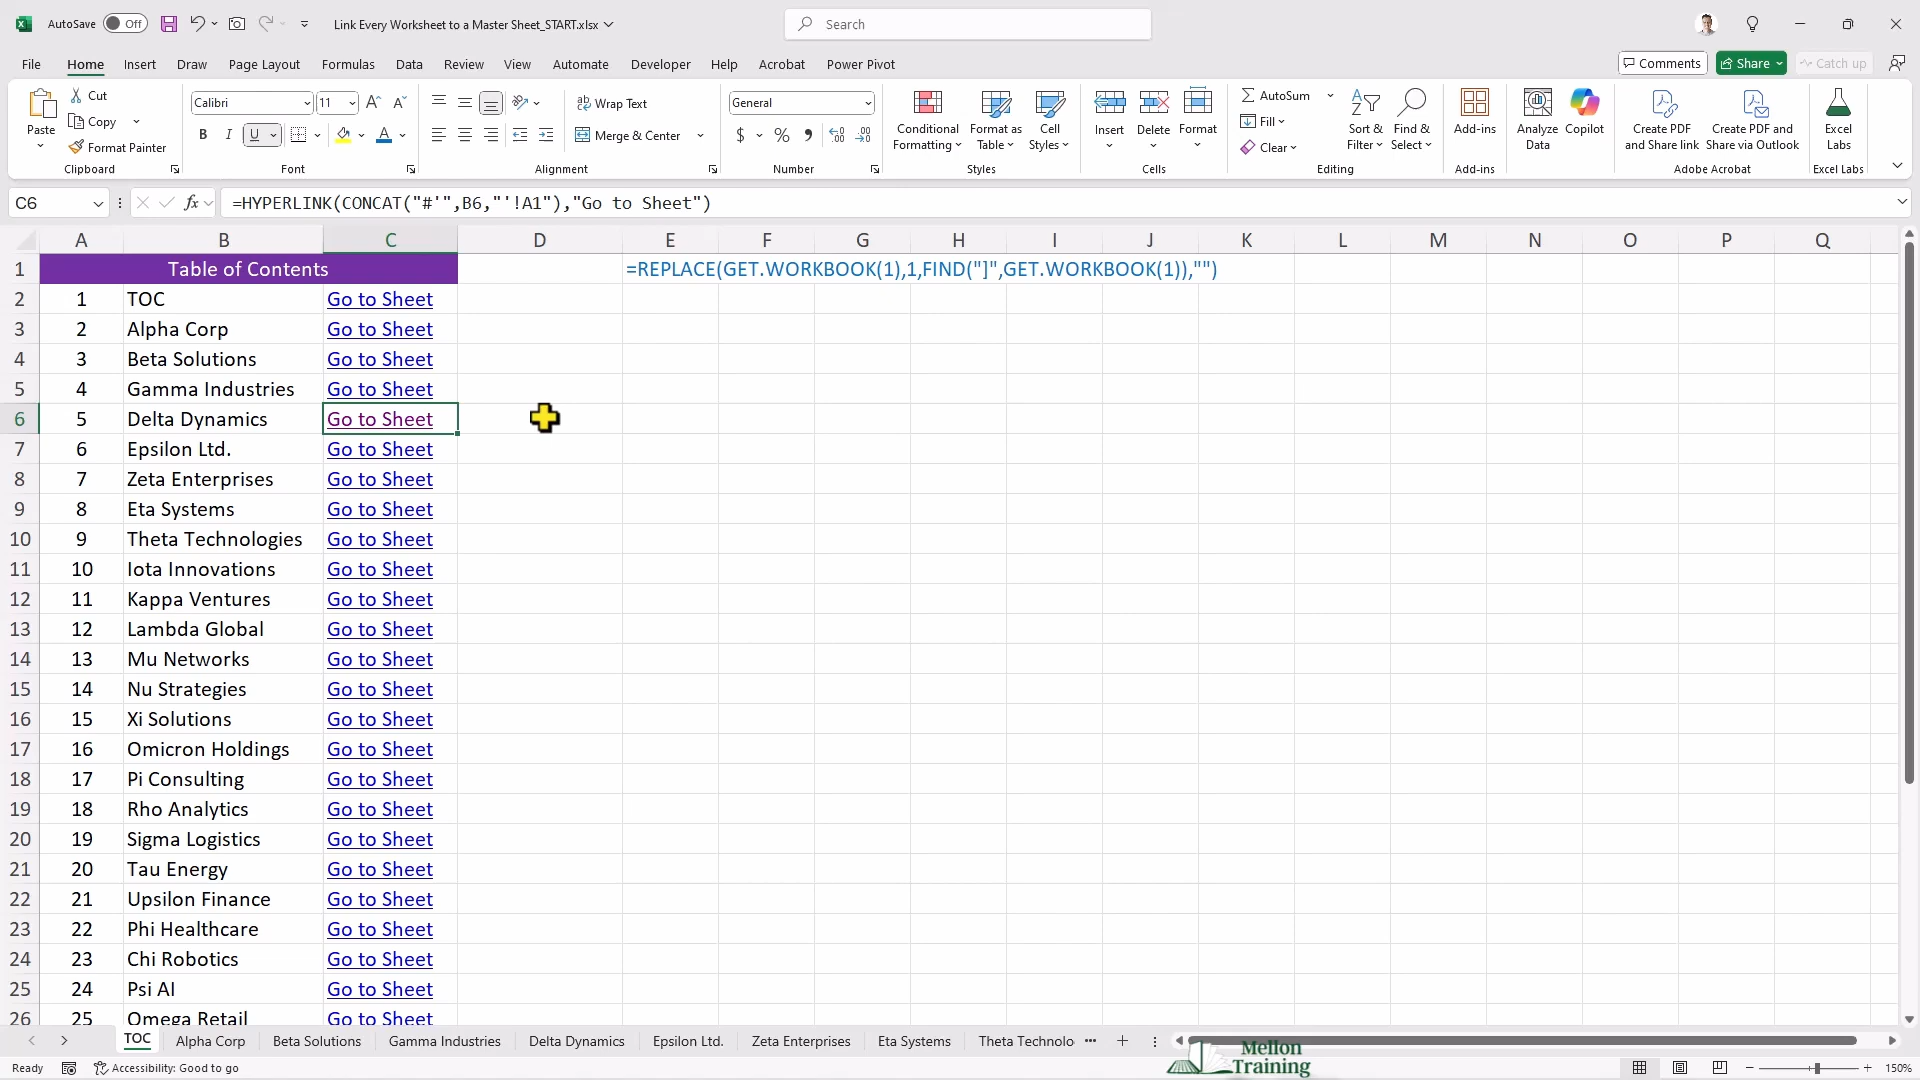 AutoSave Off Link Every Worksheet to a Master Sheet_START.xlsx Search
File Home Insert Draw Page Layout Formulas Data Review View Automate Developer Help Acrobat Power Pivot Comments Share Catch up
Paste Cut Copy Format Painter Clipboard
Calibri 11 B I U A Font
Wrap Text Merge & Center Alignment
General $ % Number
Conditional Formatting Format as Table Cell Styles Styles
Insert Delete Format Cells
AutoSum Fill Clear Sort & Filter Find & Select Editing
Add-ins Add-ins
Analyze Data Copilot
Create PDF and Share link Create PDF and Share via Outlook Adobe Acrobat
Excel Labs Excel Labs
C6 fx =HYPERLINK(CONCAT("#'",B6,"'!A1"),"Go to Sheet")
A B C D E F G H I J K L M N O P Q
1 Table of Contents =REPLACE(GET.WORKBOOK(1),1,FIND("]",GET.WORKBOOK(1)),"")
2 1 TOC Go to Sheet
3 2 Alpha Corp Go to Sheet
4 3 Beta Solutions Go to Sheet
5 4 Gamma Industries Go to Sheet
6 5 Delta Dynamics Go to Sheet
7 6 Epsilon Ltd. Go to Sheet
8 7 Zeta Enterprises Go to Sheet
9 8 Eta Systems Go to Sheet
10 9 Theta Technologies Go to Sheet
11 10 Iota Innovations Go to Sheet
12 11 Kappa Ventures Go to Sheet
13 12 Lambda Global Go to Sheet
14 13 Mu Networks Go to Sheet
15 14 Nu Strategies Go to Sheet
16 15 Xi Solutions Go to Sheet
17 16 Omicron Holdings Go to Sheet
18 17 Pi Consulting Go to Sheet
19 18 Rho Analytics Go to Sheet
20 19 Sigma Logistics Go to Sheet
21 20 Tau Energy Go to Sheet
22 21 Upsilon Finance Go to Sheet
23 22 Phi Healthcare Go to Sheet
24 23 Chi Robotics Go to Sheet
25 24 Psi AI Go to Sheet
26 25 Omega Retail Go to Sheet
TOC Alpha Corp Beta Solutions Gamma Industries Delta Dynamics Epsilon Ltd. Zeta Enterprises Eta Systems Theta Technolo
Mellon
Training
Ready Accessibility: Good to go 150%